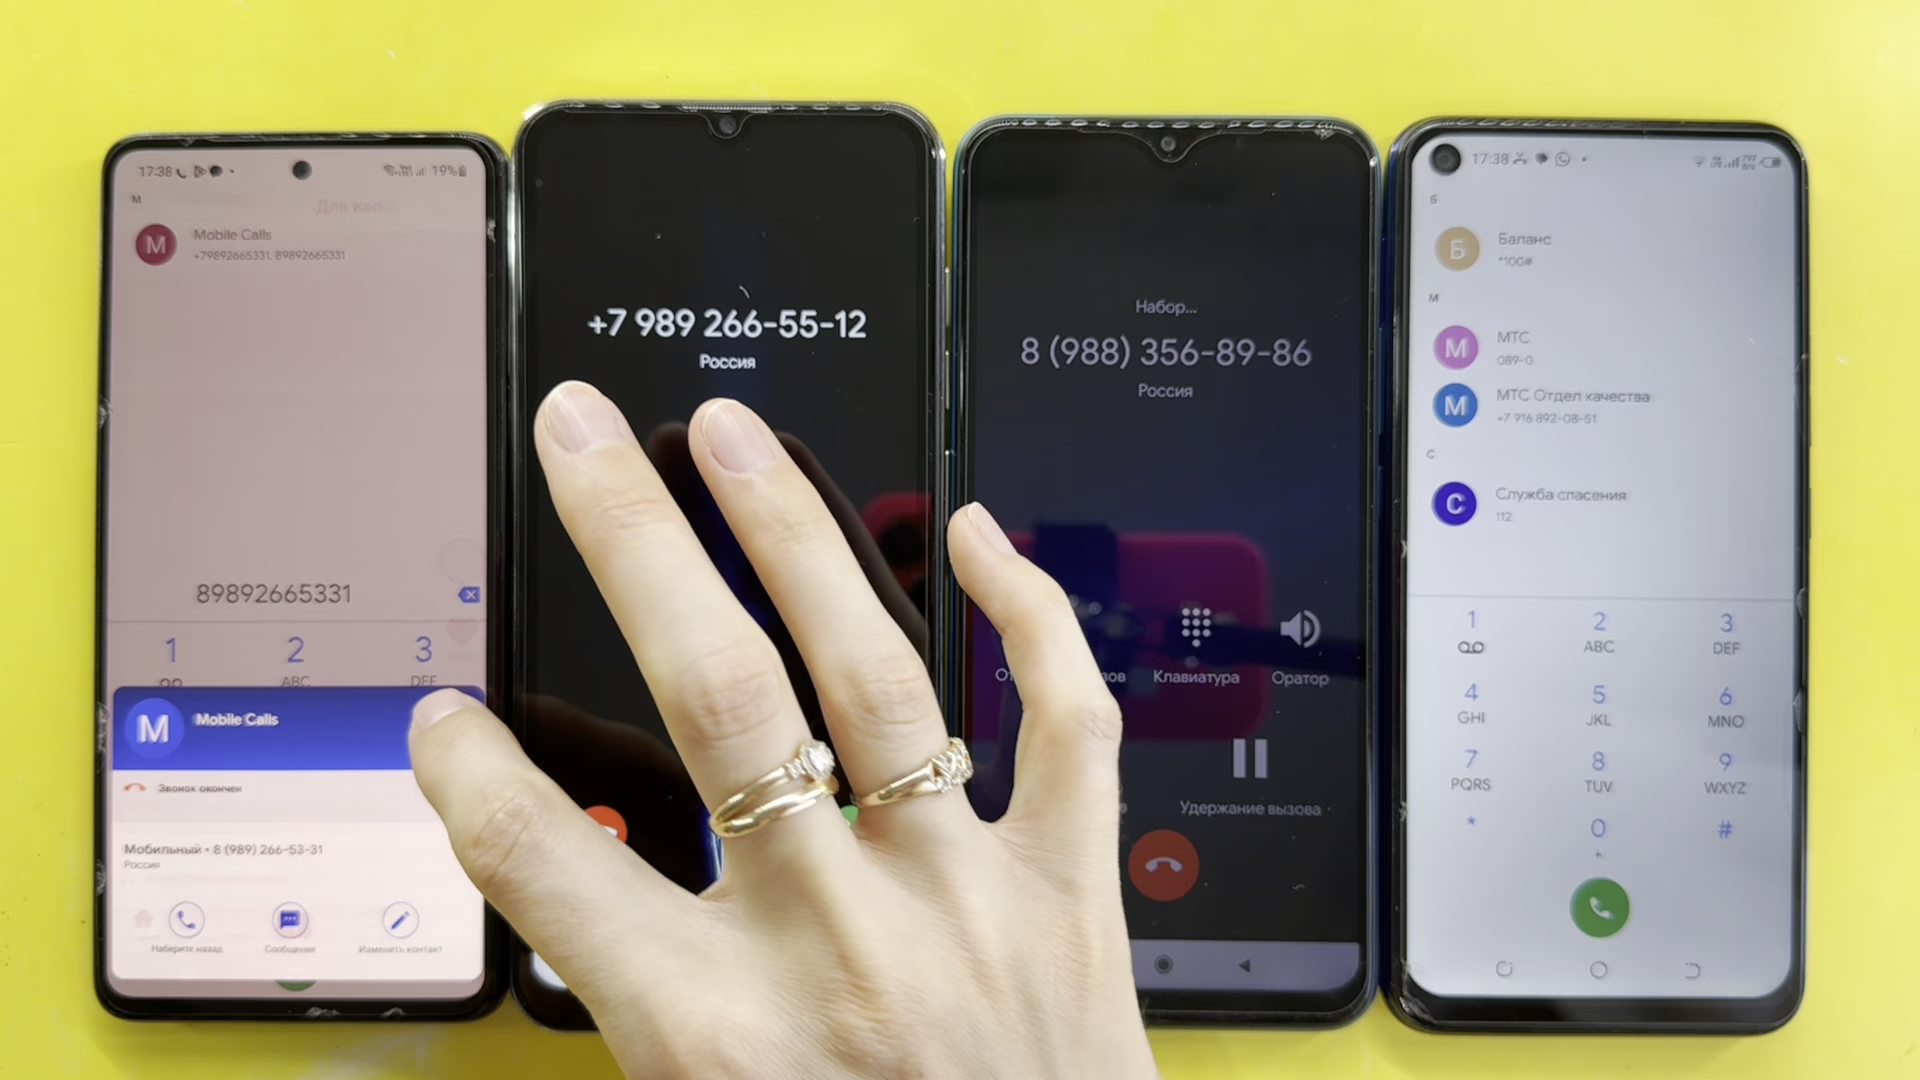 17:38
19%
Для вас
M
M
Mobile Calls
+79892665331, 89892665331
89892665331
1
2
3
ABC
DEF
M
Mobile Calls
Звонок окончен
Мобильный • 8 (989) 266-53-31
Россия
Наберите назад
Сообщение
Изменить контакт
+7 989 266-55-12
Россия
Набор...
8 (988) 356-89-86
Россия
Клавиатура
Оратор
Удержание вызова
17:38
Б
Б
Баланс
*100#
М
М
МТС
089-0
М
МТС Отдел качества
+7 916 892-08-51
С
С
Служба спасения
112
1
2
3
ABC
DEF
4
5
6
GHI
JKL
MNO
7
8
9
PQRS
TUV
WXYZ
*
0
#
+